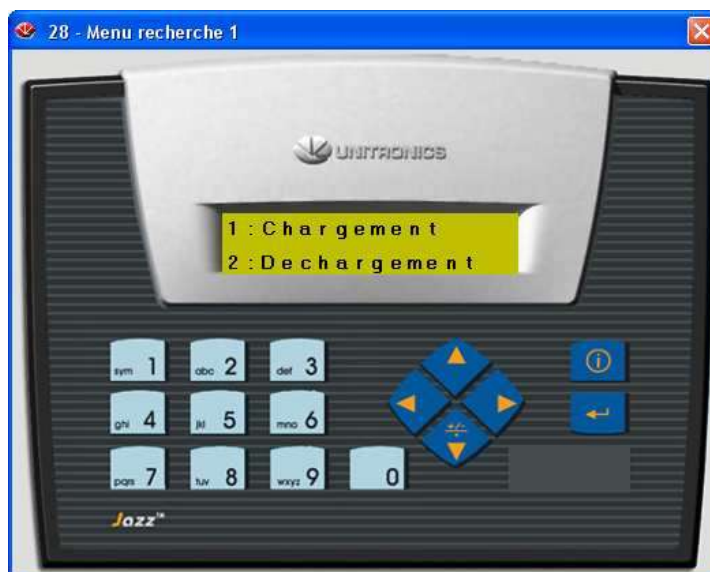 28 - Menu recherche 1
UNITRONICS
1:Chargement
2:Dechargement
sym 1 abc 2 def 3
ghi 4 jkl 5 mno 6
+/-
pqrs 7 tuv 8 wxyz 9 0
Jazz™